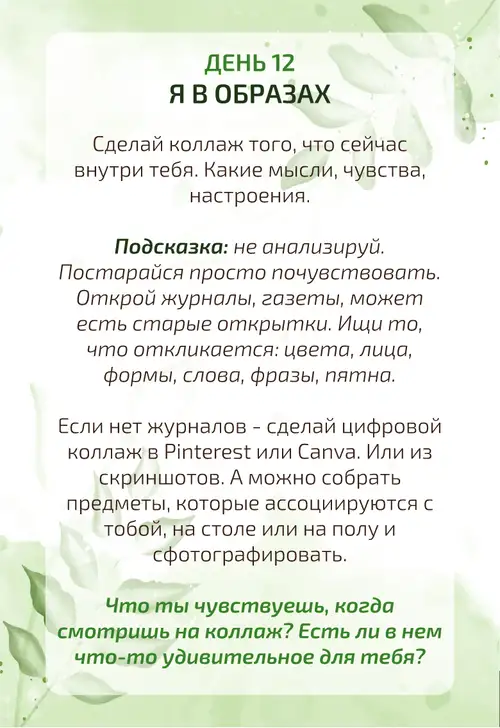 ДЕНЬ 12
Я В ОБРАЗАХ
Сделай коллаж того, что сейчас
внутри тебя. Какие мысли, чувства,
настроения.
Подсказка: не анализируй.
Постарайся просто почувствовать.
Открой журналы, газеты, может
есть старые открытки. Ищи то,
что откликается: цвета, лица,
формы, слова, фразы, пятна.
Если нет журналов - сделай цифровой
коллаж в Pinterest или Canva. Или из
скриншотов. А можно собрать
предметы, которые ассоциируются с
тобой, на столе или на полу и
сфотографировать.
Что ты чувствуешь, когда
смотришь на коллаж? Есть ли в нем
что-то удивительное для тебя?